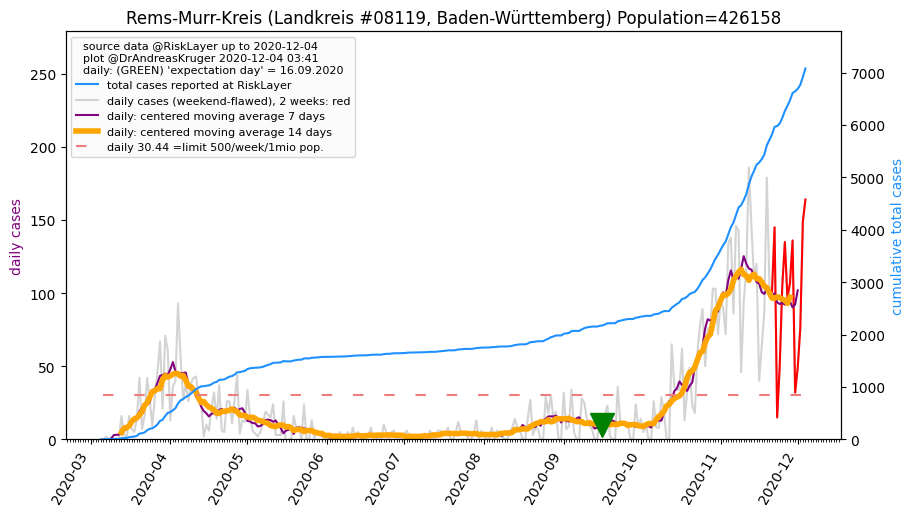 Rems-Murr-Kreis (Landkreis #08119, Baden-Württemberg) Population=426158
source data @RiskLayer up to 2020-12-04
plot @DrAndreasKruger 2020-12-04 03:41
daily: (GREEN) 'expectation day' = 16.09.2020
total cases reported at RiskLayer
daily cases (weekend-flawed), 2 weeks: red
daily: centered moving average 7 days
daily: centered moving average 14 days
daily 30.44 =limit 500/week/1mio pop.
daily cases
250
200
150
100
50
0
7000
6000
5000
4000
3000
2000
1000
0
cumulative total cases
2020-03
2020-04
2020-05
2020-06
2020-07
2020-08
2020-09
2020-10
2020-11
2020-12